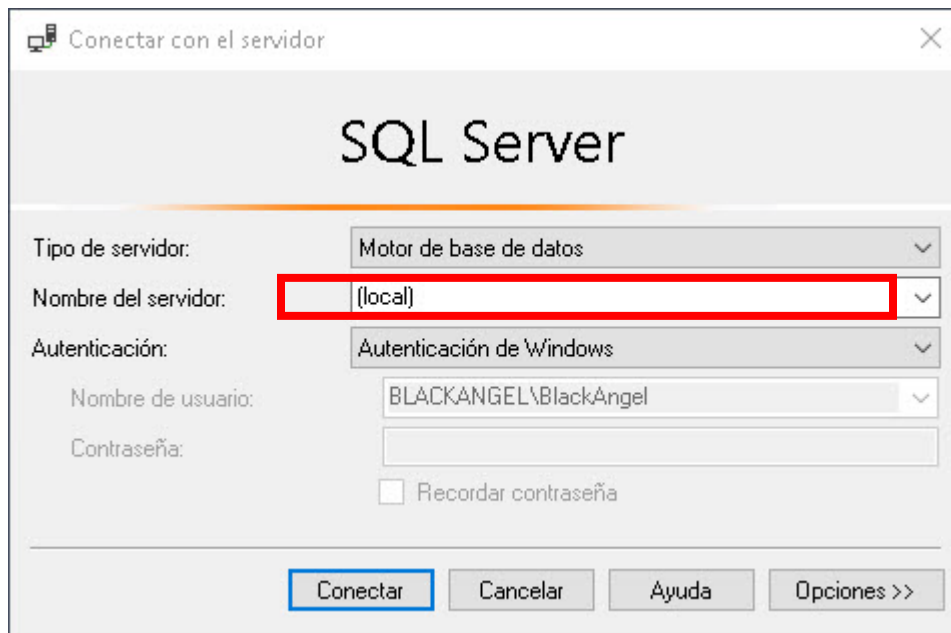 Conectar con el servidor
SQL Server
Tipo de servidor: Motor de base de datos
Nombre del servidor: (local)
Autenticación: Autenticación de Windows
Nombre de usuario: BLACKANGEL\BlackAngel
Contraseña:
Recordar contraseña
Conectar Cancelar Ayuda Opciones >>